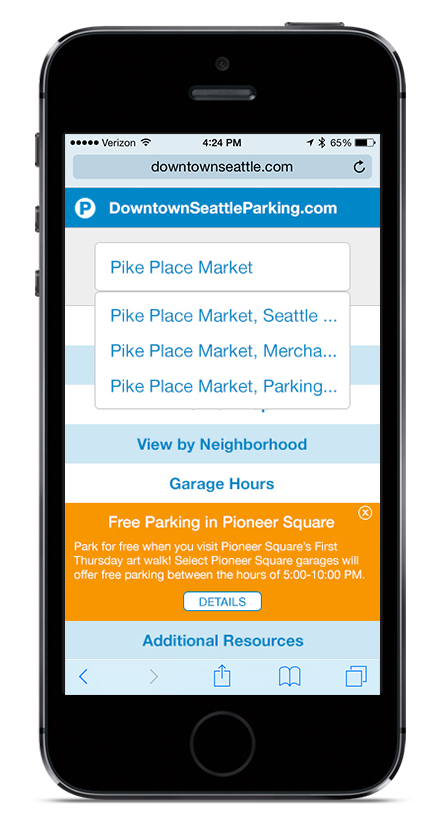 Verizon 4:24 PM 65%
downtownseattle.com
P DowntownSeattleParking.com
Pike Place Market
Pike Place Market, Seattle ...
Pike Place Market, Mercha...
Pike Place Market, Parking...
View by Neighborhood
Garage Hours
Free Parking in Pioneer Square
Park for free when you visit Pioneer Square's First
Thursday art walk! Select Pioneer Square garages will
offer free parking between the hours of 5:00-10:00 PM.
DETAILS
Additional Resources